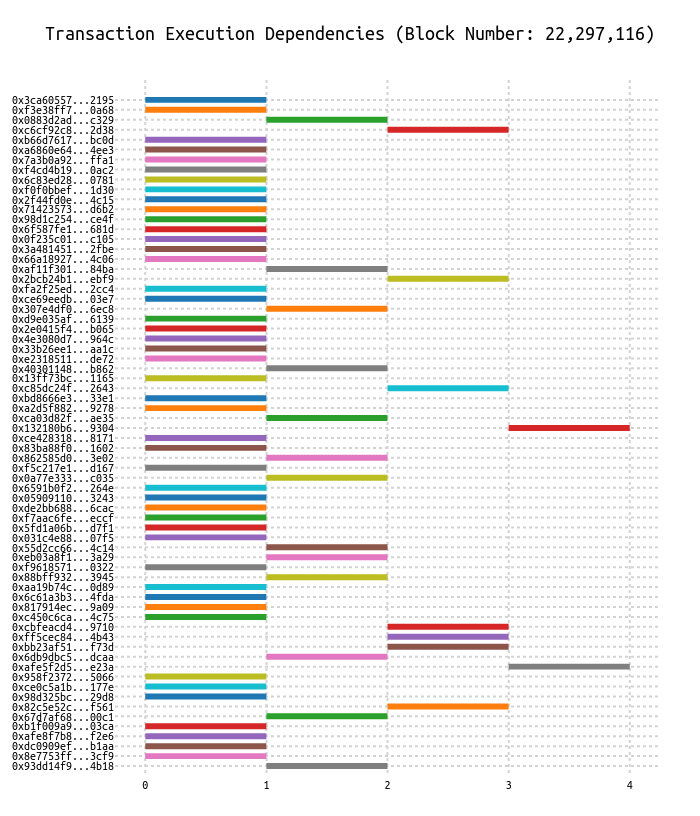 Transaction Execution Dependencies (Block Number: 22,297,116)
0x3ca60557...2195
0xf3e38ff7...0a68
0x0883d2ad...c329
0xc6cf92c8...2d38
0xb66d7617...bc0d
0xa6860e64...4ee3
0x7a3b0a92...ffa1
0xf4cd4b19...0ac2
0x6c83ed28...0781
0xf0f0bbef...1d30
0x2f44fd0e...4c15
0x71423573...d6b2
0x98d1c254...ce4f
0x6f587fe1...681d
0x0f235c01...c105
0x3a481451...2fbe
0x66a18927...4c06
0xaf11f301...84ba
0x2bcb24b1...ebf9
0xfa2f25ed...2cc4
0xce69eedb...03e7
0x307e4df0...6ec8
0xd9e035af...6139
0x2e0415f4...b065
0x4e3080d7...964c
0x33b26ee1...aa1c
0xe2318511...de72
0x40301148...b862
0x13ff73bc...1165
0xc85dc24f...2643
0xbd8666e3...33e1
0xa2d5f882...9278
0xca03d82f...ae35
0x132180b6...9304
0xce428318...8171
0x83ba88f0...1602
0x862585d0...3e02
0xf5c217e1...d167
0x0a77e333...c035
0x6591b0f2...264e
0x05909110...3243
0xde2bb688...6cac
0xf7aac6fe...eccf
0x5fd1a06b...d7f1
0x031c4e88...07f5
0x55d2cc66...4c14
0xeb03a8f1...3a29
0xf9618571...0322
0x88bff932...3945
0xaa19b74c...0d89
0x6c61a3b3...4fda
0x817914ec...9a09
0xc450c6ca...4c75
0xcbfeacd4...9710
0xff5cec84...4b43
0xbb23af51...f73d
0x6db9dbc5...dcaa
0xafe5f2d5...e23a
0x958f2372...5066
0xce0c5a1b...177e
0x98d325bc...29d8
0x82c5e52c...f561
0x67d7af68...00c1
0xb1f009a9...03ca
0xafe8f7b8...f2e6
0xdc0909ef...b1aa
0x8e7753ff...3cf9
0x93dd14f9...4b18
0 1 2 3 4